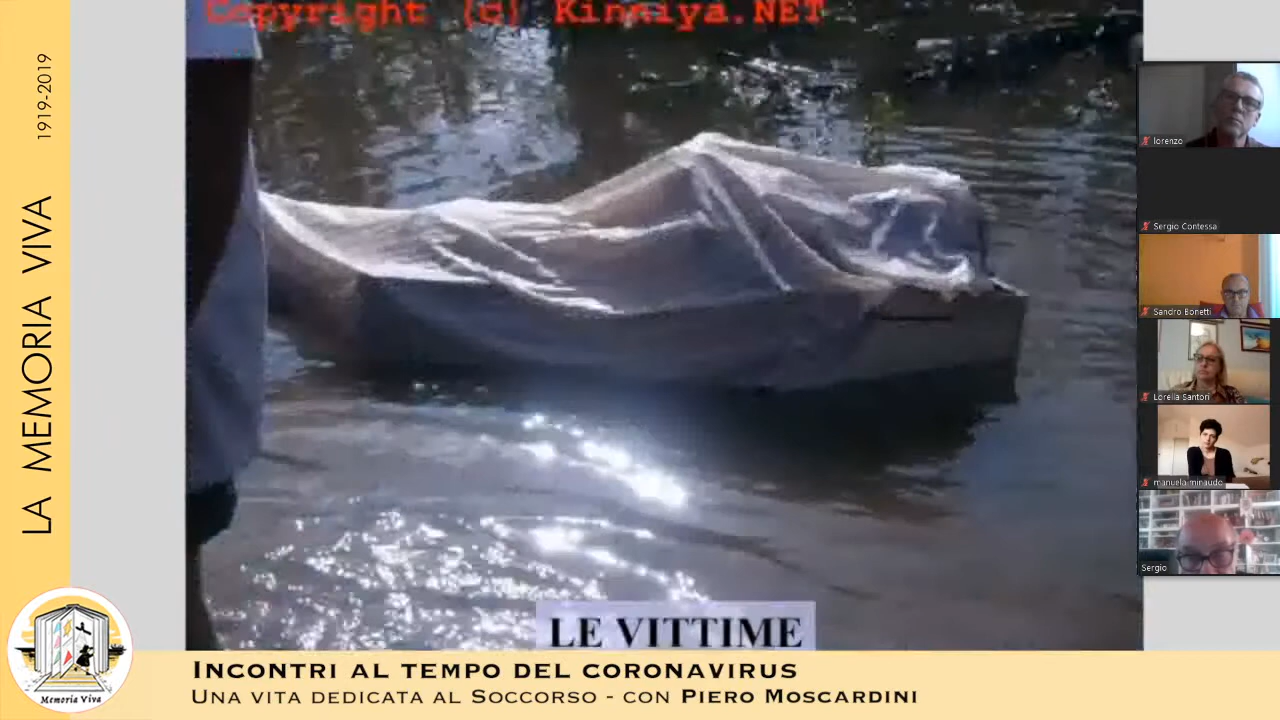 Copyright (c) Kinniya.NET
LA MEMORIA VIVA 1919-2019
lorenzo
Sergio Contessa
Sandro Bonetti
Lorella Santori
manuela minaudo
Sergio
LE VITTIME
Memoria Viva
INCONTRI AL TEMPO DEL CORONAVIRUS
UNA VITA DEDICATA AL SOCCORSO - CON PIERO MOSCARDINI